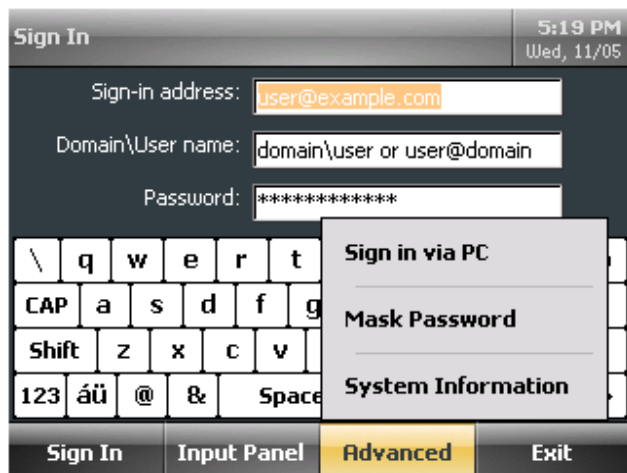 Sign In
5:19 PM
Wed, 11/05
Sign-in address: user@example.com
Domain\User name: domain\user or user@domain
Password: ************
\ q w e r t
CAP a s d f g
Shift z x c v
123 áü @ & Space
Sign in via PC
Mask Password
System Information
Sign In Input Panel Advanced Exit